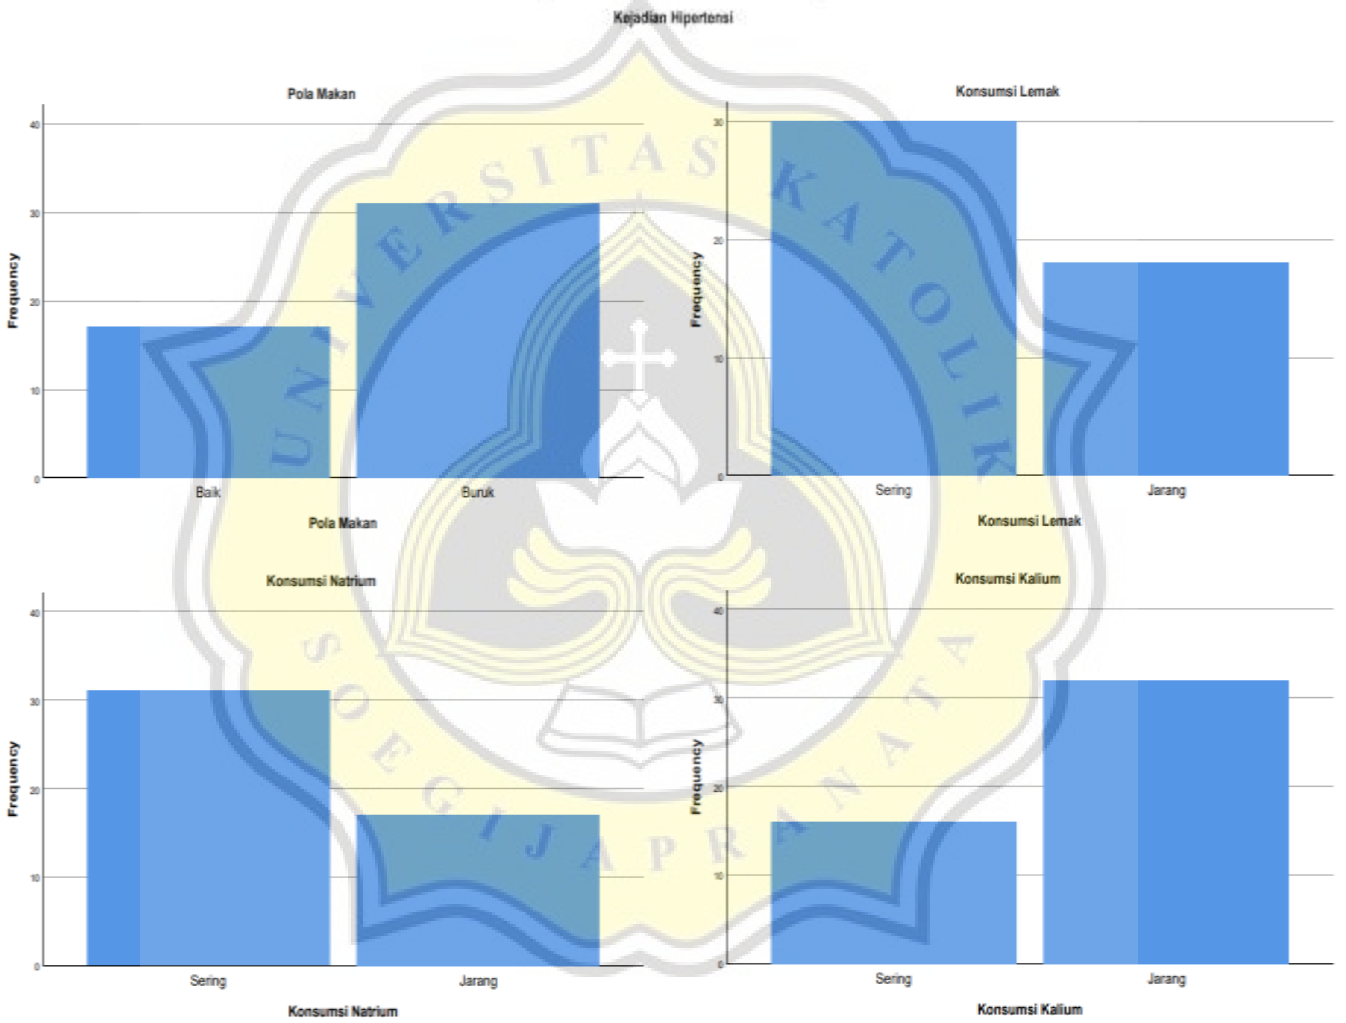 Kejadian Hipertensi
Pola Makan
40
30
20
10
0
Frequency
Baik
Buruk
Pola Makan
Konsumsi Lemak
30
20
10
0
Frequency
Sering
Jarang
Konsumsi Lemak
Konsumsi Natrium
40
30
20
10
0
Frequency
Sering
Jarang
Konsumsi Natrium
Konsumsi Kalium
40
30
20
10
0
Frequency
Sering
Jarang
Konsumsi Kalium
UNIVERSITAS KATOLIK
SOEGIJAPRANATA